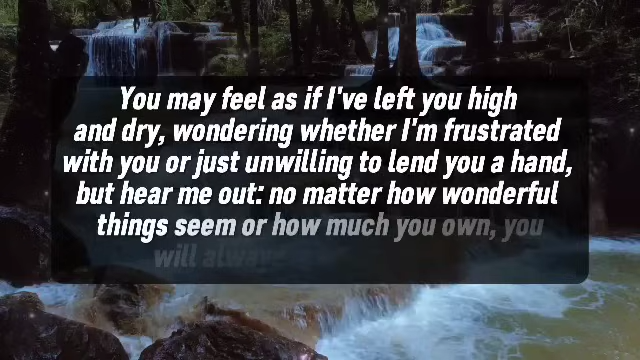 You may feel as if I've left you high
and dry, wondering whether I'm frustrated
with you or just unwilling to lend you a hand,
but hear me out: no matter how wonderful
things seem or how much you own, you
will always